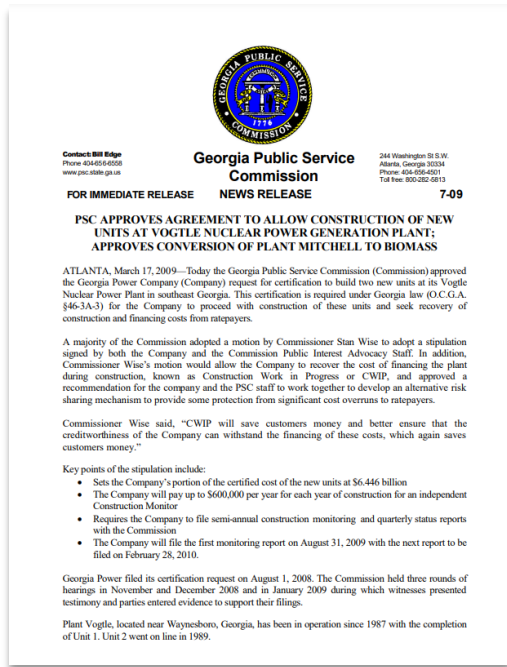 GEORGIA PUBLIC SERVICE
COMMISSION
1776
Contact: Bill Edge
Phone 404-656-6558
www.psc.state.ga.us
Georgia Public Service
Commission
244 Washington St S.W.
Atlanta, Georgia 30334
Phone: 404-656-4501
Toll free: 800-282-5813
FOR IMMEDIATE RELEASE NEWS RELEASE 7-09
PSC APPROVES AGREEMENT TO ALLOW CONSTRUCTION OF NEW
UNITS AT VOGTLE NUCLEAR POWER GENERATION PLANT;
APPROVES CONVERSION OF PLANT MITCHELL TO BIOMASS
ATLANTA, March 17, 2009—Today the Georgia Public Service Commission (Commission) approved
the Georgia Power Company (Company) request for certification to build two new units at its Vogtle
Nuclear Power Plant in southeast Georgia. This certification is required under Georgia law (O.C.G.A.
§46-3A-3) for the Company to proceed with construction of these units and seek recovery of
construction and financing costs from ratepayers.
A majority of the Commission adopted a motion by Commissioner Stan Wise to adopt a stipulation
signed by both the Company and the Commission Public Interest Advocacy Staff. In addition,
Commissioner Wise's motion would allow the Company to recover the cost of financing the plant
during construction, known as Construction Work in Progress or CWIP, and approved a
recommendation for the company and the PSC staff to work together to develop an alternative risk
sharing mechanism to provide some protection from significant cost overruns to ratepayers.
Commissioner Wise said, “CWIP will save customers money and better ensure that the
creditworthiness of the Company can withstand the financing of these costs, which again saves
customers money.”
Key points of the stipulation include:
• Sets the Company's portion of the certified cost of the new units at $6.446 billion
• The Company will pay up to $600,000 per year for each year of construction for an independent
Construction Monitor
• Requires the Company to file semi-annual construction monitoring and quarterly status reports
with the Commission
• The Company will file the first monitoring report on August 31, 2009 with the next report to be
filed on February 28, 2010.
Georgia Power filed its certification request on August 1, 2008. The Commission held three rounds of
hearings in November and December 2008 and in January 2009 during which witnesses presented
testimony and parties entered evidence to support their filings.
Plant Vogtle, located near Waynesboro, Georgia, has been in operation since 1987 with the completion
of Unit 1. Unit 2 went on line in 1989.